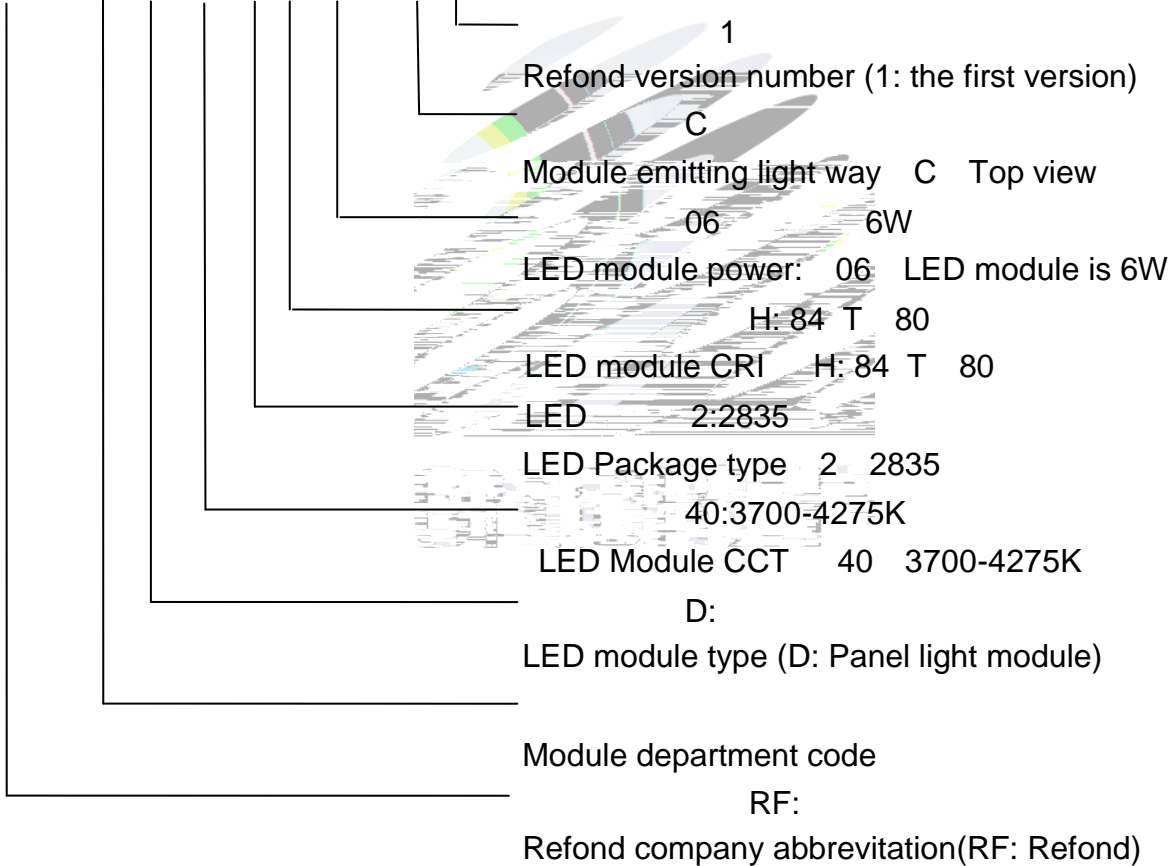 1
Refond version number (1: the first version)
C
Module emitting light way C Top view
06 6W
LED module power: 06 LED module is 6W
H: 84 T 80
LED module CRI H: 84 T 80
LED 2:2835
LED Package type 2 2835
40:3700-4275K
LED Module CCT 40 3700-4275K
D:
LED module type (D: Panel light module)
Module department code
RF:
Refond company abbrevitation(RF: Refond)